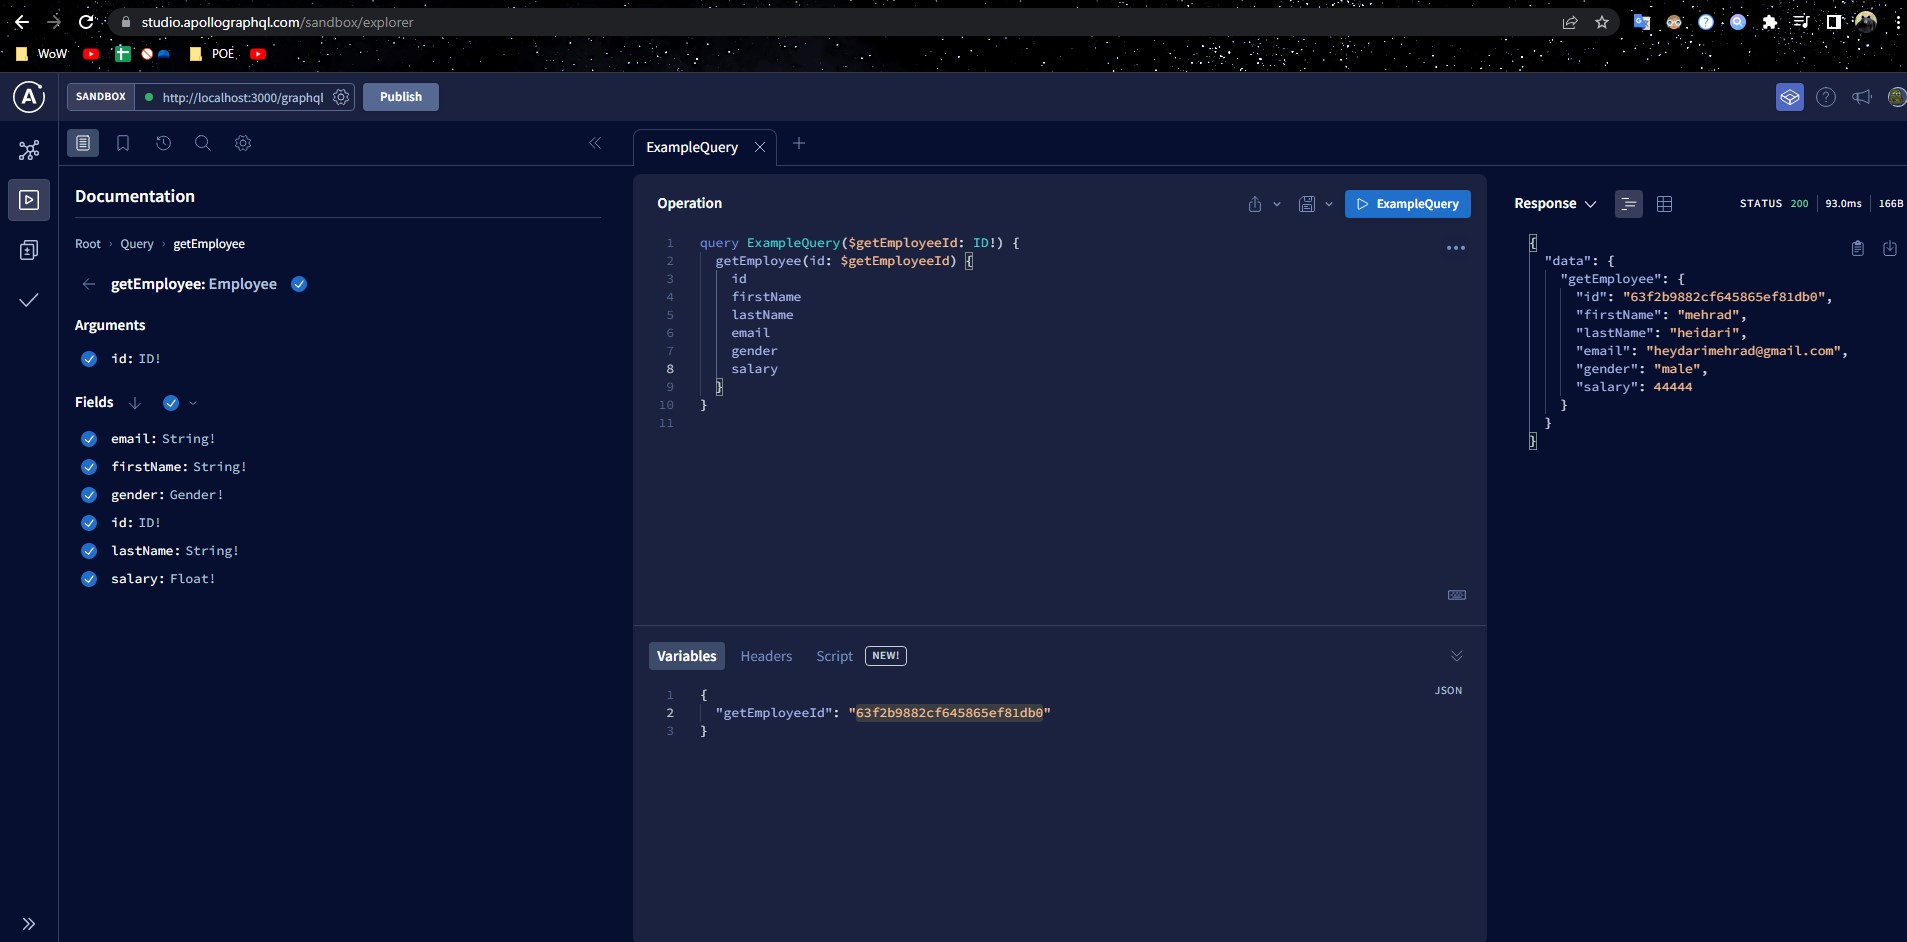 studio.apollographql.com/sandbox/explorer
WoW
POE
SANDBOX
http://localhost:3000/graphql
Publish
ExampleQuery
Documentation
Root › Query › getEmployee
getEmployee: Employee
Arguments
id: ID!
Fields
email: String!
firstName: String!
gender: Gender!
id: ID!
lastName: String!
salary: Float!
Operation
ExampleQuery
1 query ExampleQuery($getEmployeeId: ID!) {
2 getEmployee(id: $getEmployeeId) {
3 id
4 firstName
5 lastName
6 email
7 gender
8 salary
9 }
10 }
11
Variables Headers Script NEW!
JSON
1 {
2 "getEmployeeId": "63f2b9882cf645865ef81db0"
3 }
Response
STATUS 200 93.0ms 166B
{
"data": {
"getEmployee": {
"id": "63f2b9882cf645865ef81db0",
"firstName": "mehrad",
"lastName": "heidari",
"email": "heydarimehrad@gmail.com",
"gender": "male",
"salary": 44444
}
}
}